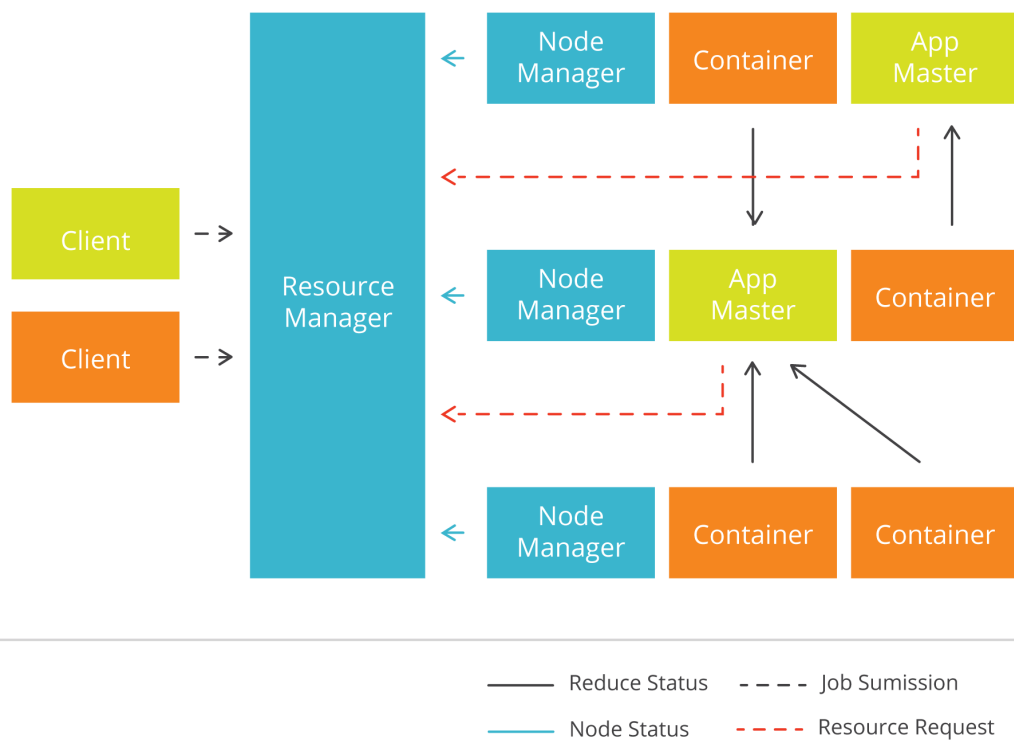 Node
Manager
Container
App
Master
Client
Resource
Manager
Node
Manager
App
Master
Container
Client
Node
Manager
Container
Container
Reduce Status
Job Sumission
Node Status
Resource Request